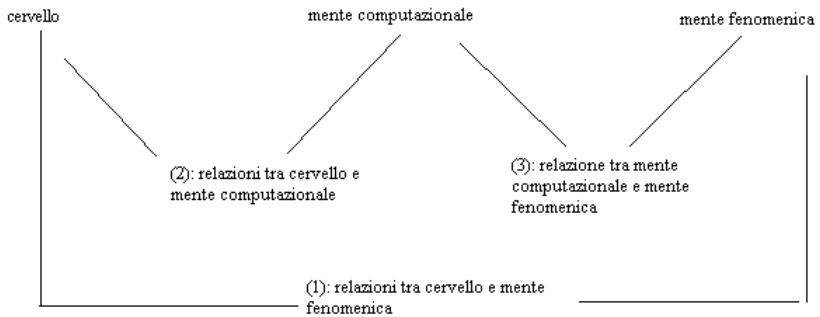 cervello
mente computazionale
mente fenomenica
(2): relazioni tra cervello e
mente computazionale
(3): relazione tra mente
computazionale e mente
fenomenica
(1): relazioni tra cervello e mente
fenomenica